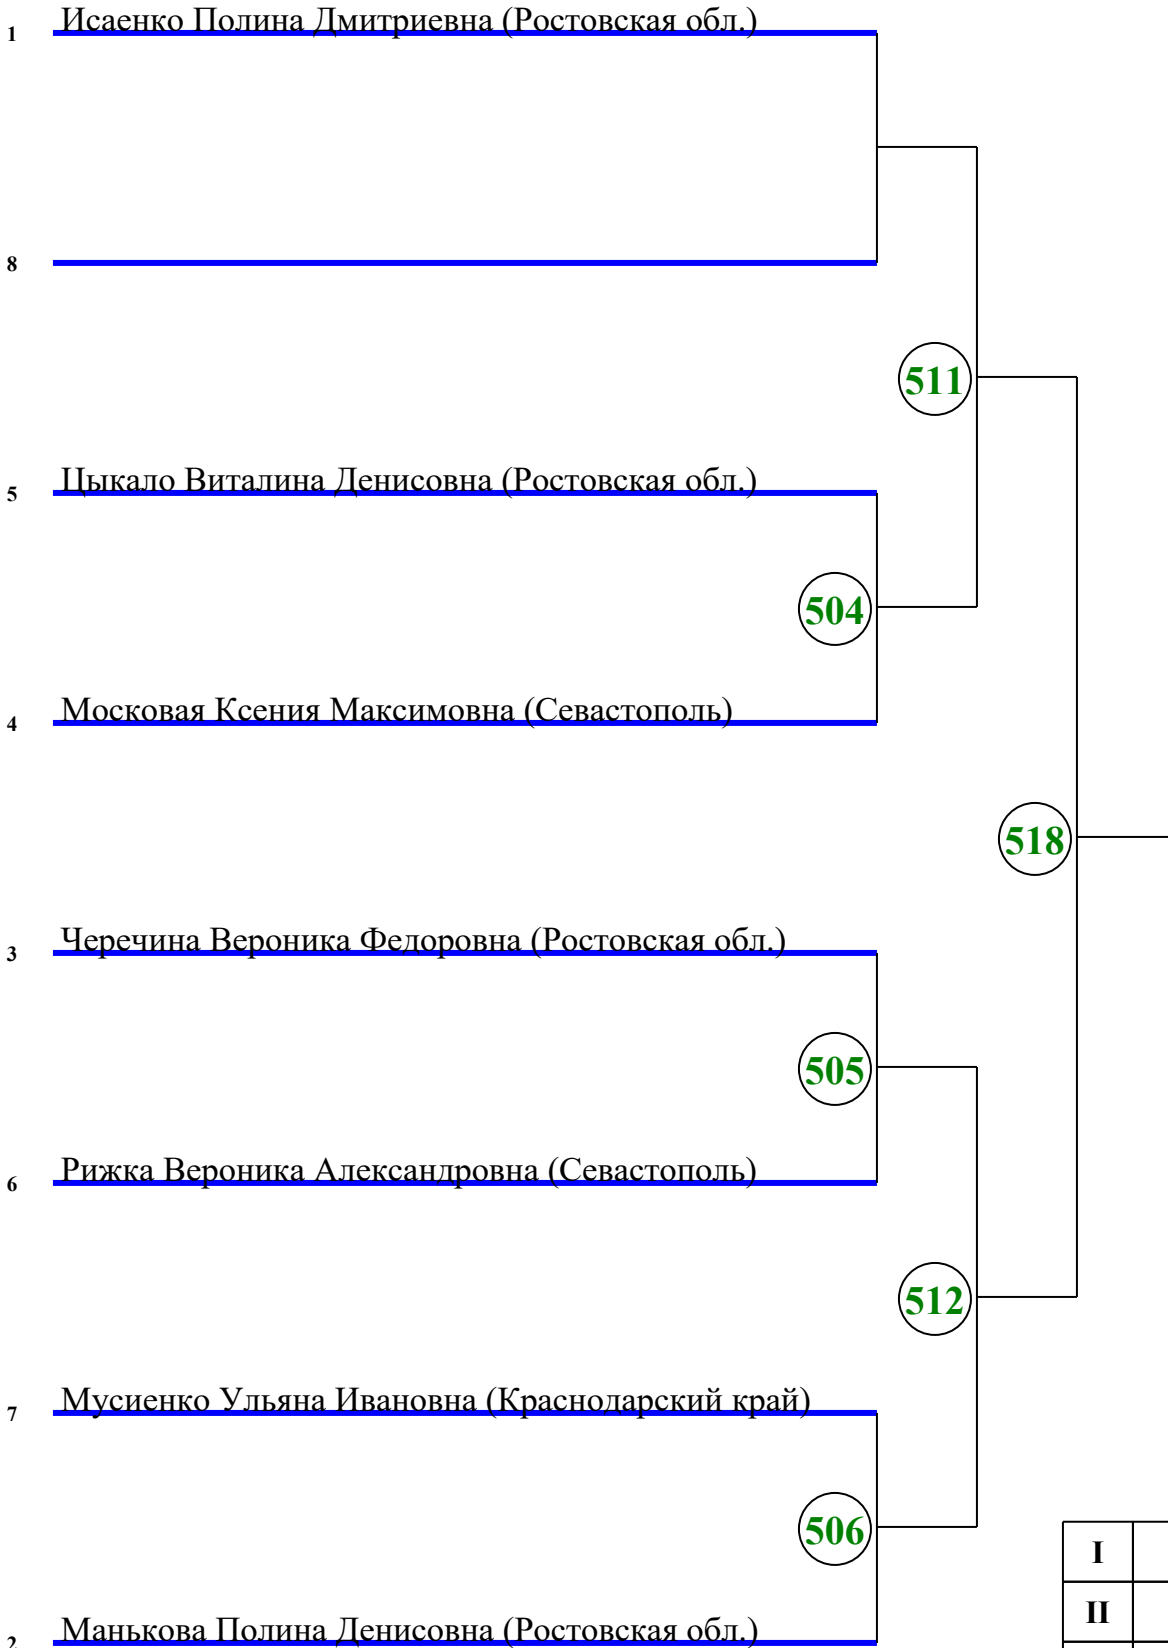 1 Исаенко Полина Дмитриевна (Ростовская обл.)
8
511
5 Цыкало Виталина Денисовна (Ростовская обл.)
504
4 Московая Ксения Максимовна (Севастополь)
518
3 Черечина Вероника Федоровна (Ростовская обл.)
505
6 Рижка Вероника Александровна (Севастополь)
512
7 Мусиенко Ульяна Ивановна (Краснодарский край)
506
I
II
2 Манькова Полина Денисовна (Ростовская обл.)